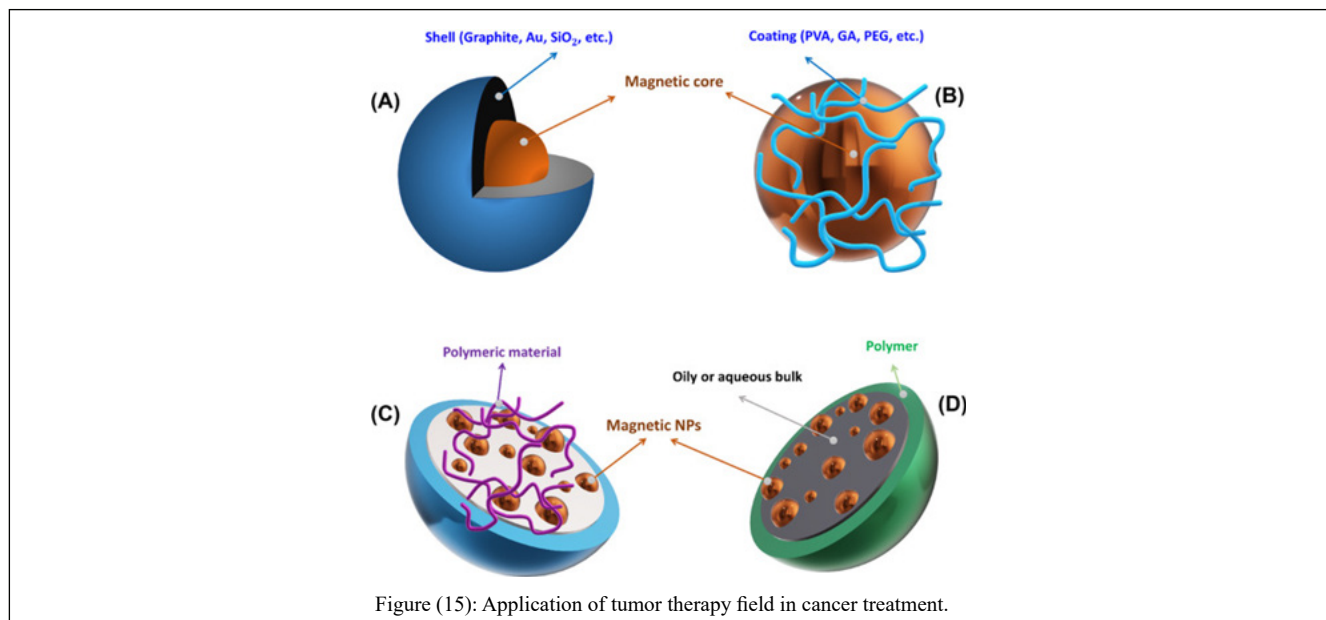 Shell (Graphite, Au, SiO₂, etc.)
Coating (PVA, GA, PEG, etc.)
(A)
Magnetic core
(B)
Polymeric material
Polymer
Oily or aqueous bulk
(C)
Magnetic NPs
(D)
Figure (15): Application of tumor therapy field in cancer treatment.